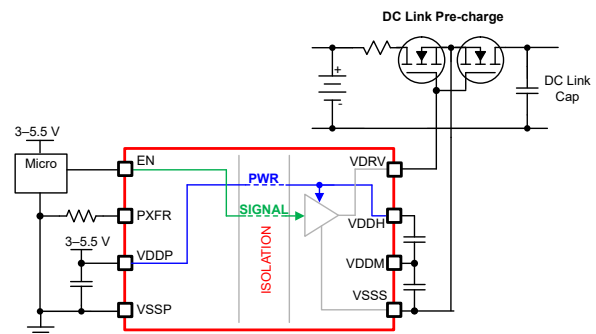 DC Link Pre-charge
+
-
DC Link
Cap
3–5.5 V
Micro
EN
VDRV
PWR
PXFR
SIGNAL
VDDH
3–5.5 V
VDDP
ISOLATION
VDDM
VSSP
VSSS